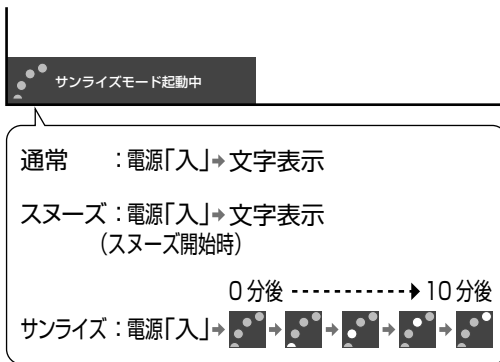 サンライズモード起動中
通常　：電源「入」➜文字表示
スヌーズ：電源「入」➜文字表示
（スヌーズ開始時）
0分後 ----------▶10分後
サンライズ：電源「入」➜ ➜ ➜ ➜ ➜